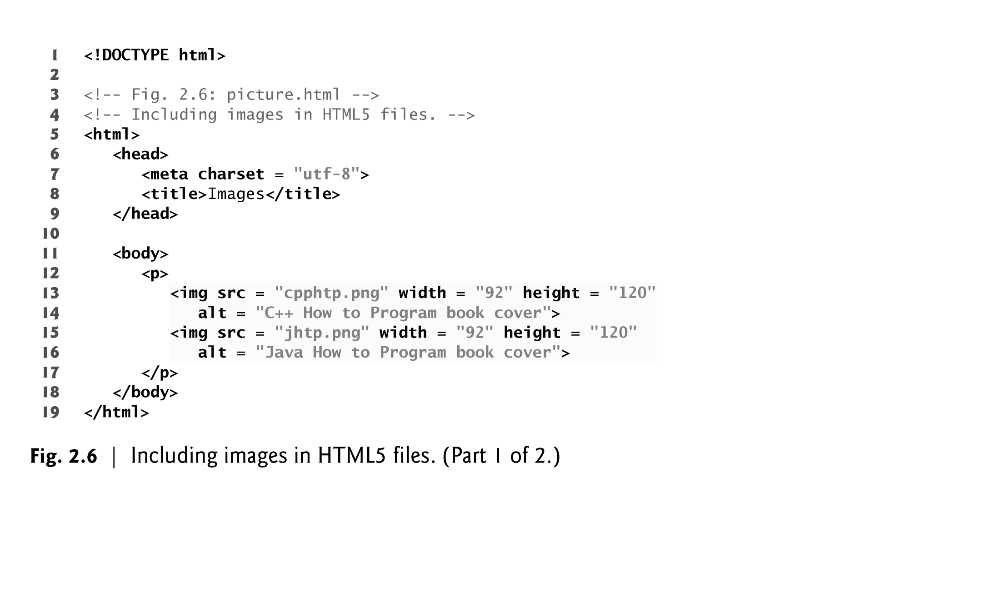 1 <!DOCTYPE html>
2
3 <!-- Fig. 2.6: picture.html -->
4 <!-- Including images in HTML5 files. -->
5 <html>
6    <head>
7       <meta charset = "utf-8">
8       <title>Images</title>
9    </head>
10
11    <body>
12       <p>
13          <img src = "cpphtp.png" width = "92" height = "120"
14             alt = "C++ How to Program book cover">
15          <img src = "jhtp.png" width = "92" height = "120"
16             alt = "Java How to Program book cover">
17       </p>
18    </body>
19 </html>
Fig. 2.6 | Including images in HTML5 files. (Part 1 of 2.)